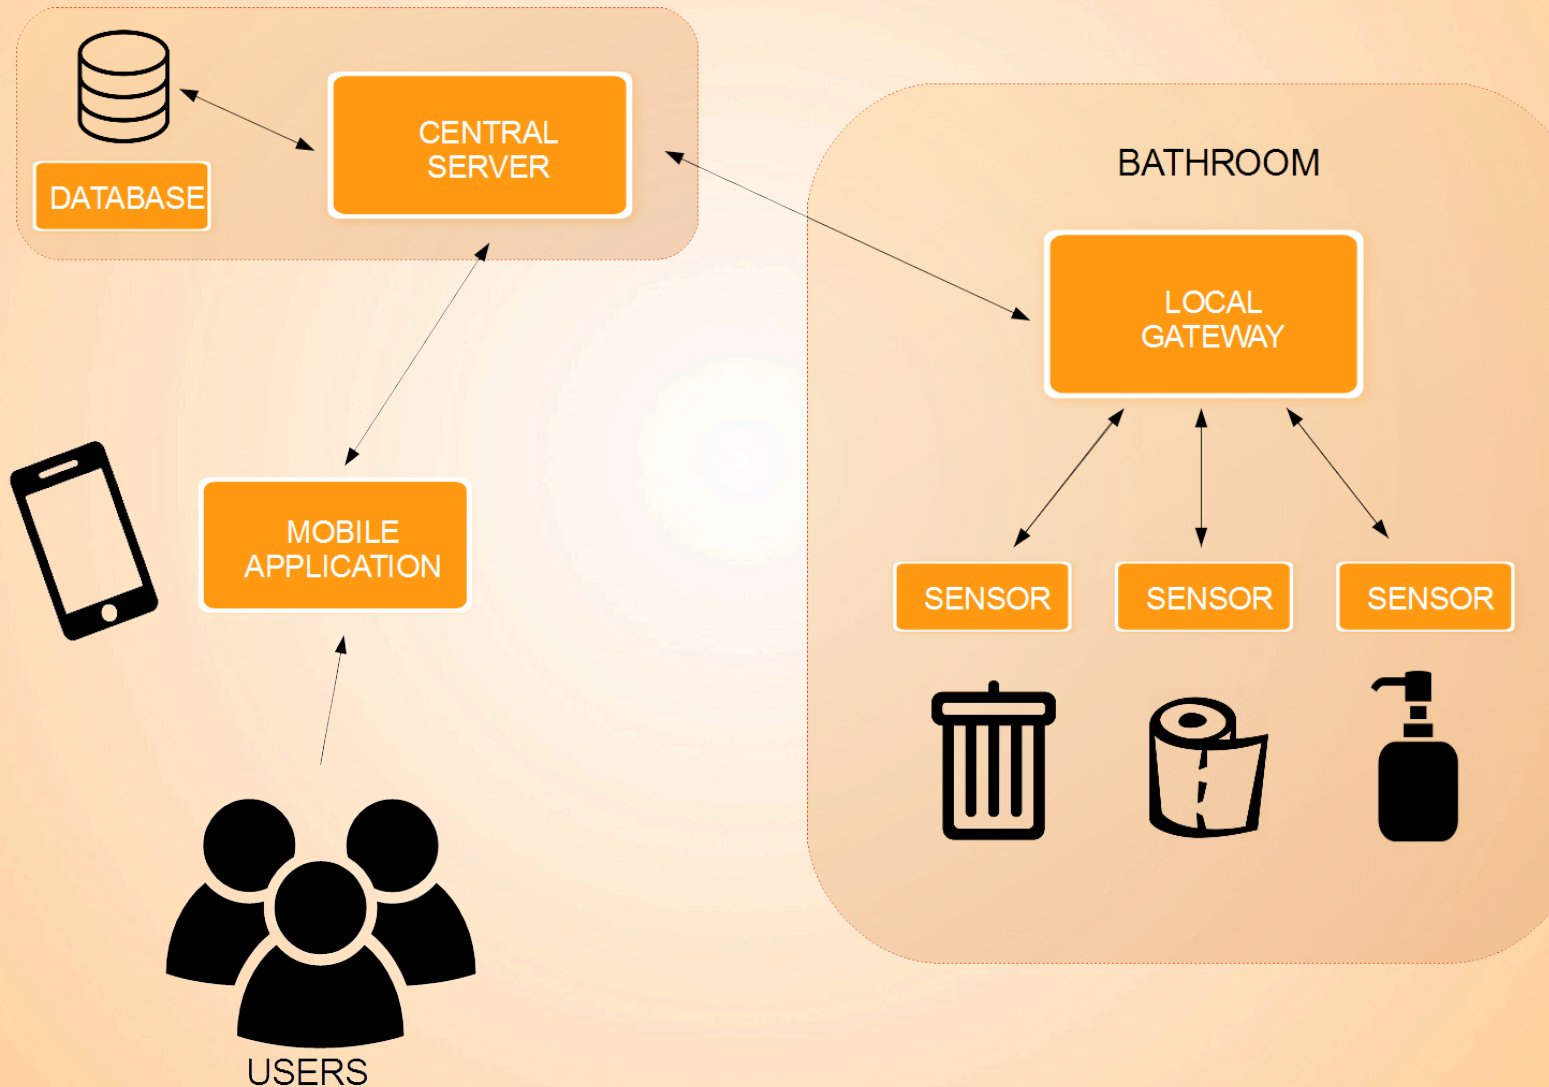 CENTRAL
SERVER
DATABASE
BATHROOM
LOCAL
GATEWAY
MOBILE
APPLICATION
SENSOR
SENSOR
SENSOR
USERS